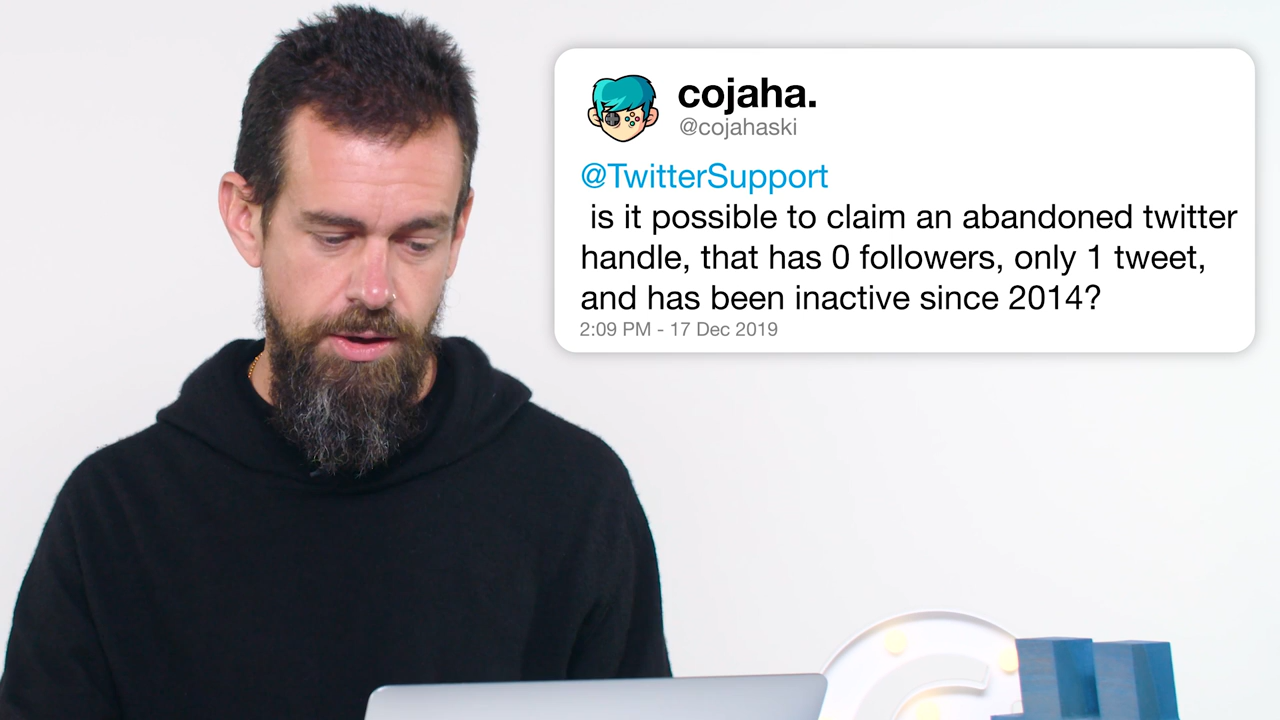 cojaha.
@cojahaski
@TwitterSupport
is it possible to claim an abandoned twitter
handle, that has 0 followers, only 1 tweet,
and has been inactive since 2014?
2:09 PM - 17 Dec 2019